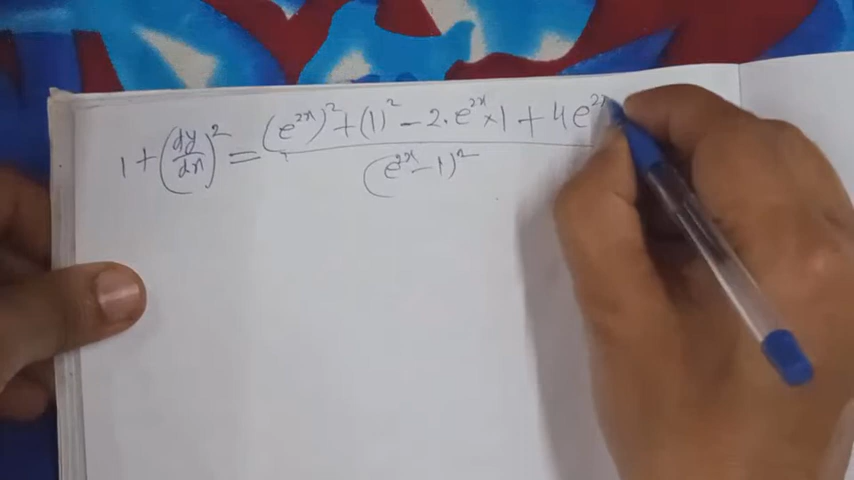 1 + (dy/dx)² = ((e^{2x})² + (1)² - 2·e^{2x}×1 + 4e^{2x})/(e^{2x} - 1)²